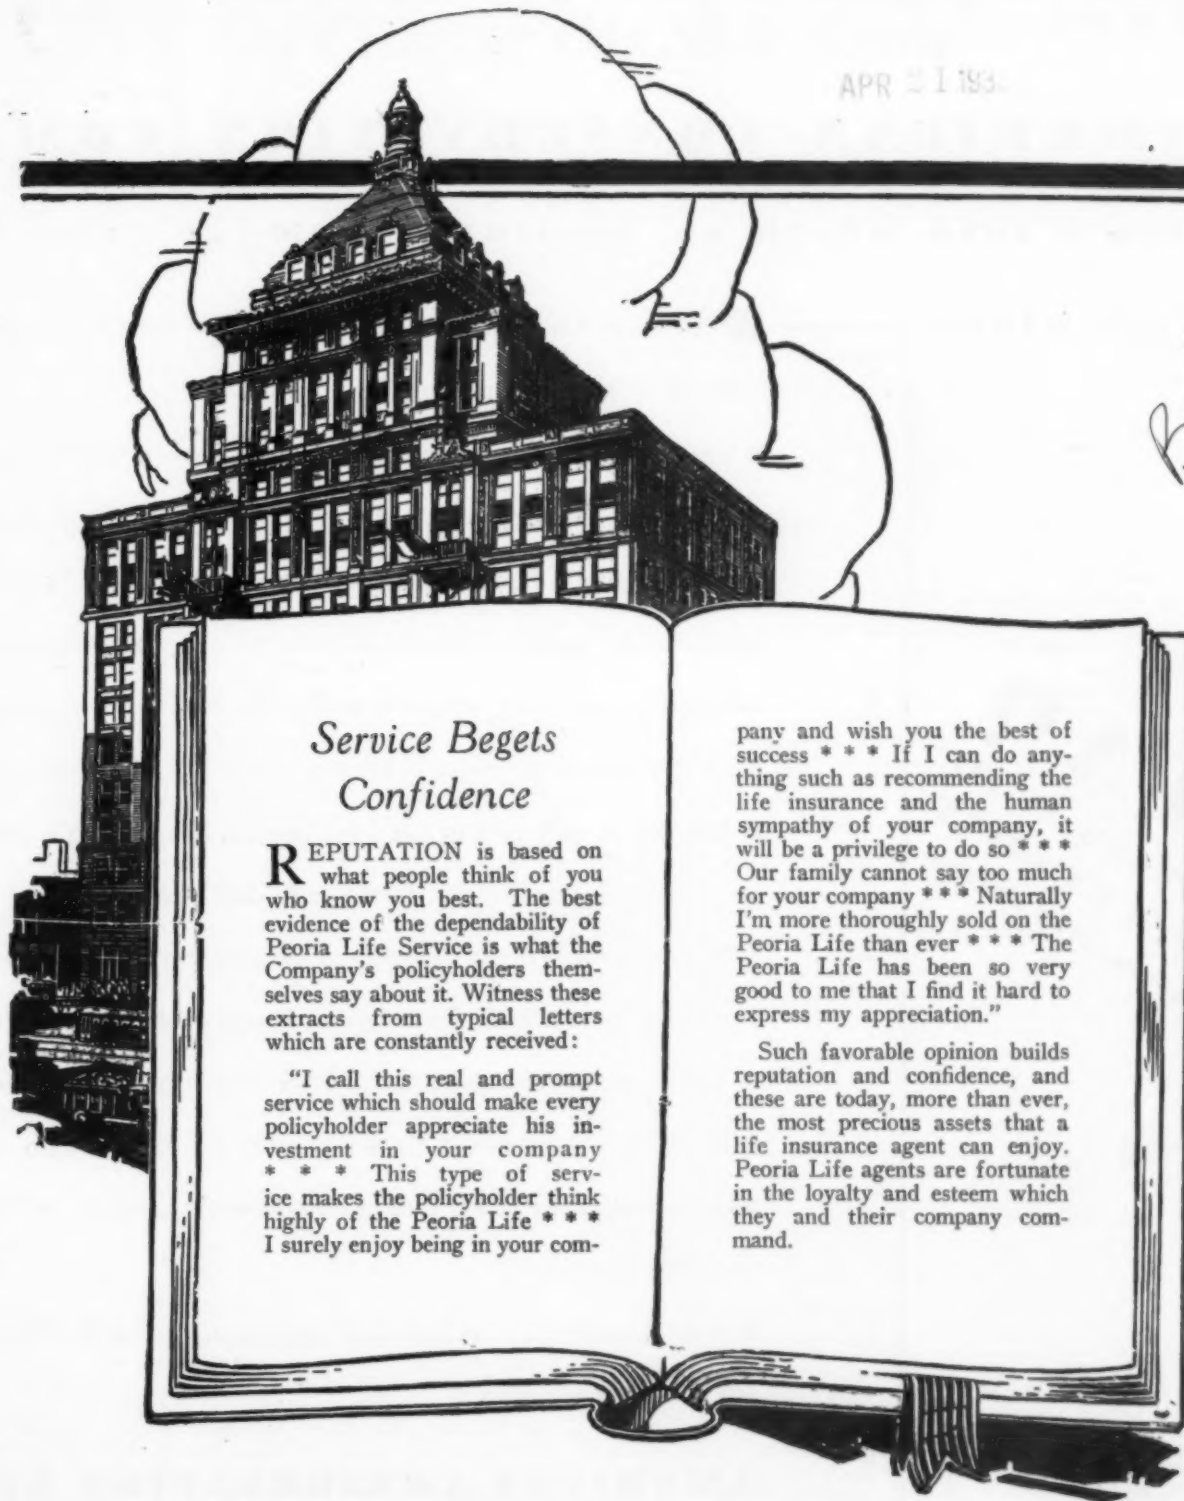 APR 21 193
Service Begets
Confidence
REPUTATION is based on
what people think of you
who know you best. The best
evidence of the dependability of
Peoria Life Service is what the
Company's policyholders them-
selves say about it. Witness these
extracts from typical letters
which are constantly received:
"I call this real and prompt
service which should make every
policyholder appreciate his in-
vestment in your company
* * * This type of serv-
ice makes the policyholder think
highly of the Peoria Life * * *
I surely enjoy being in your com-
pany and wish you the best of
success * * * If I can do any-
thing such as recommending the
life insurance and the human
sympathy of your company, it
will be a privilege to do so * * *
Our family cannot say too much
for your company * * * Naturally
I'm more thoroughly sold on the
Peoria Life than ever * * * The
Peoria Life has been so very
good to me that I find it hard to
express my appreciation."
Such favorable opinion builds
reputation and confidence, and
these are today, more than ever,
the most precious assets that a
life insurance agent can enjoy.
Peoria Life agents are fortunate
in the loyalty and esteem which
they and their company com-
mand.